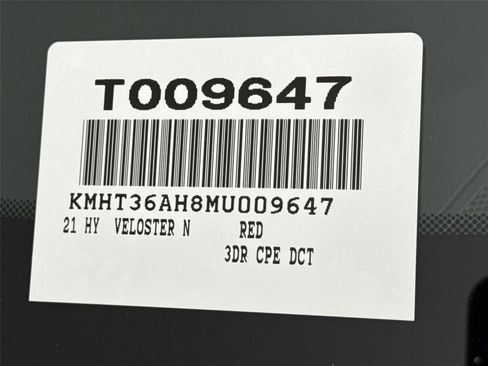 T009647
KMHT36AH8MU009647
21 HY VELOSTER N RED
3DR CPE DCT